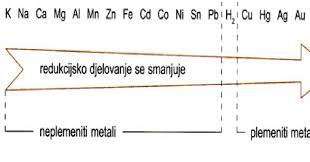 K Na Ca Mg Al Mn Zn Fe Cd Co Ni Sn Pb H₂ Cu Hg Ag Au
redukcijsko djelovanje se smanjuje
neplemeniti metali
plemeniti meta